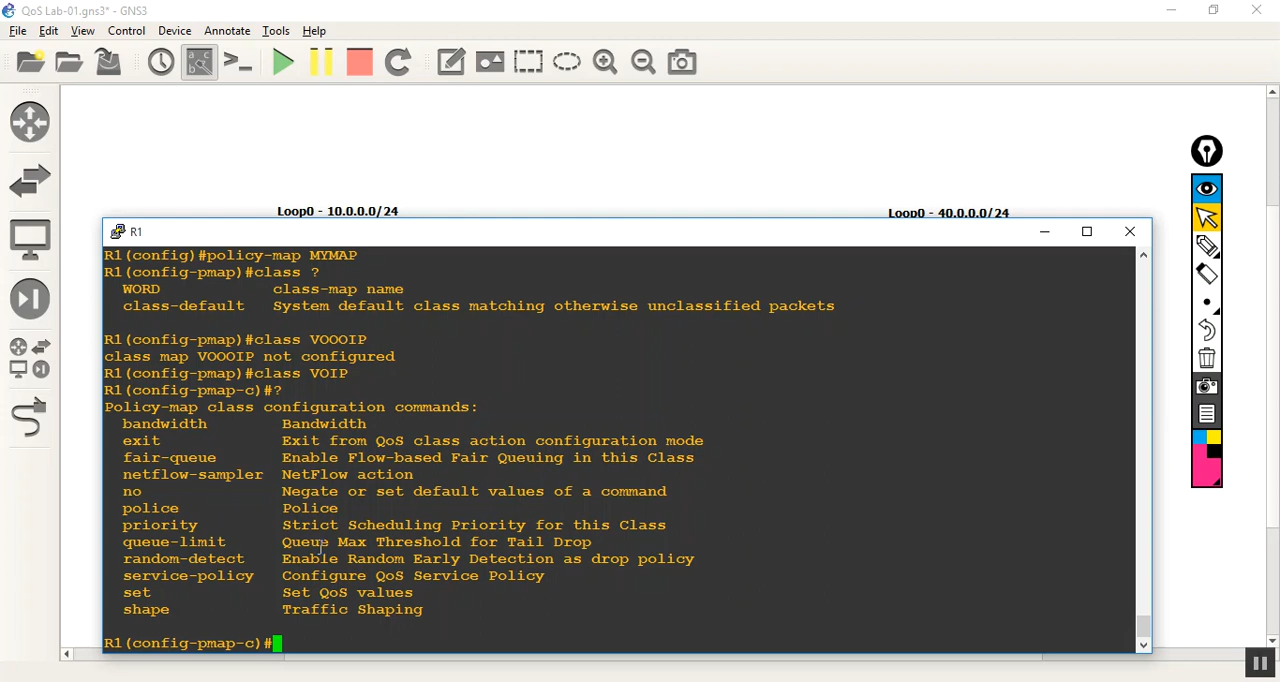 QoS Lab-01.gns3* - GNS3
File Edit View Control Device Annotate Tools Help
Loop0 - 10.0.0.0/24
Loop0 - 40.0.0.0/24
R1
R1(config)#policy-map MYMAP
R1(config-pmap)#class ?
WORD class-map name
class-default System default class matching otherwise unclassified packets
R1(config-pmap)#class VOOOIP
class map VOOOIP not configured
R1(config-pmap)#class VOIP
R1(config-pmap-c)#?
Policy-map class configuration commands:
bandwidth Bandwidth
exit Exit from QoS class action configuration mode
fair-queue Enable Flow-based Fair Queuing in this Class
netflow-sampler NetFlow action
no Negate or set default values of a command
police Police
priority Strict Scheduling Priority for this Class
queue-limit Queue Max Threshold for Tail Drop
random-detect Enable Random Early Detection as drop policy
service-policy Configure QoS Service Policy
set Set QoS values
shape Traffic Shaping
R1(config-pmap-c)#